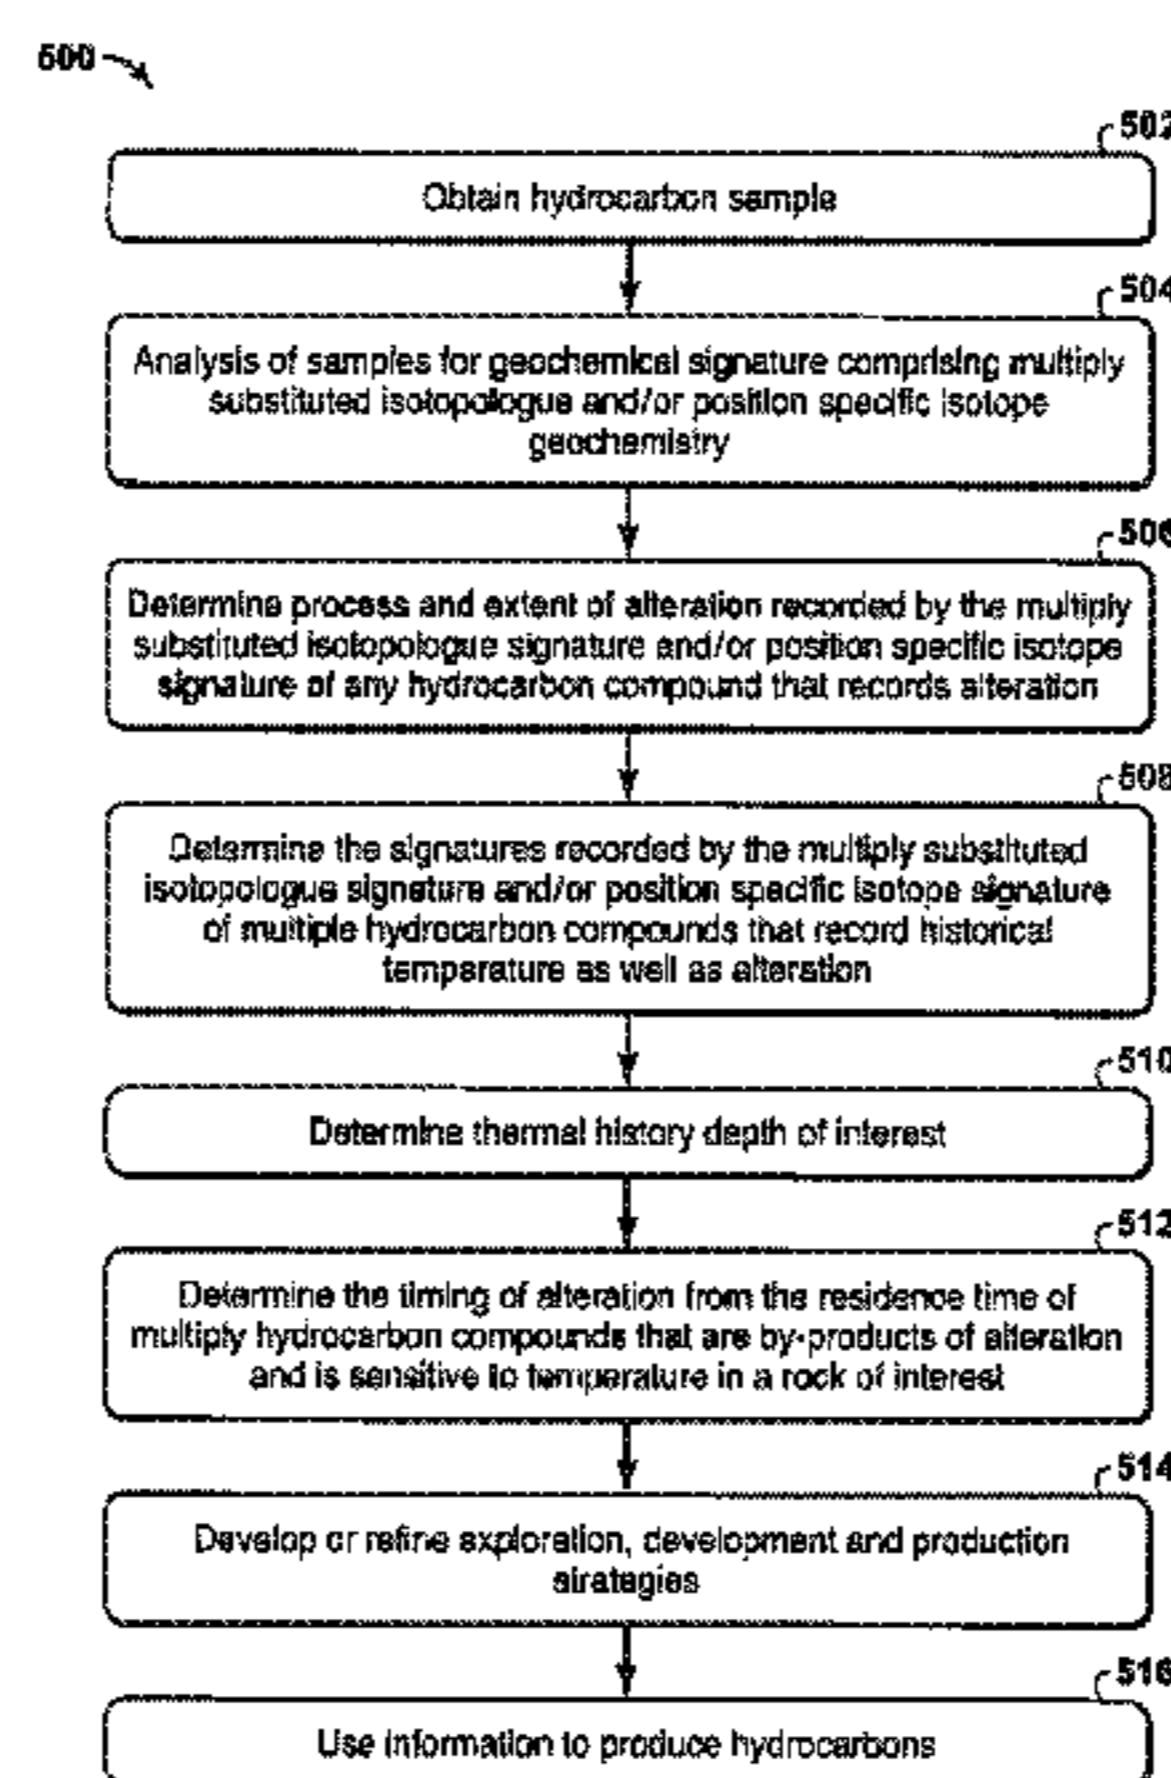 500
502
Obtain hydrocarbon sample
504
Analysis of samples for geochemical signature comprising multiply
substituted isotopologue and/or position specific isotope
geochemistry
506
Determine process and extent of alteration recorded by the multiply
substituted isotopologue signature and/or position specific isotope
signature of any hydrocarbon compound that records alteration
508
Determine the signatures recorded by the multiply substituted
isotopologue signature and/or position specific isotope signature
of multiple hydrocarbon compounds that record historical
temperature as well as alteration
510
Determine thermal history depth of interest
512
Determine the timing of alteration from the residence time of
multiply hydrocarbon compounds that are by-products of alteration
and is sensitive to temperature in a rock of interest
514
Develop or refine exploration, development and production
strategies
516
Use information to produce hydrocarbons